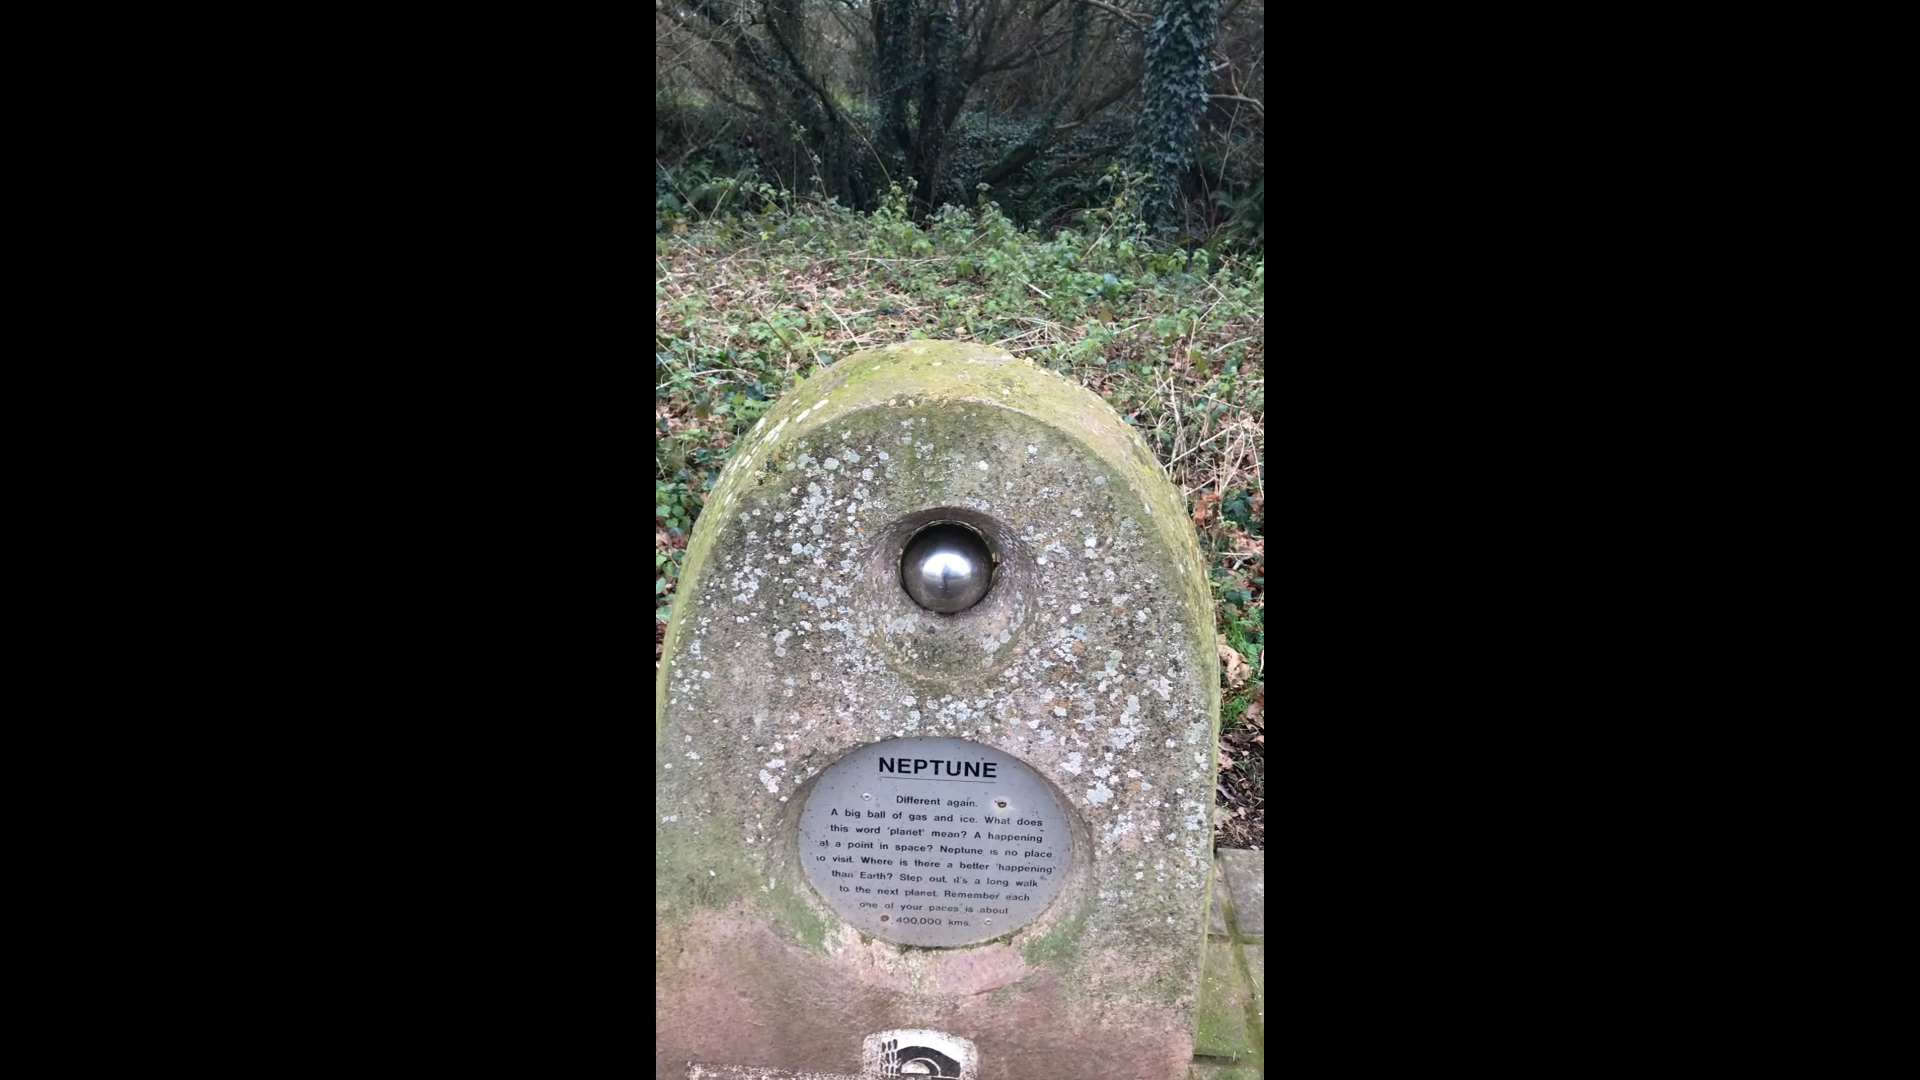 NEPTUNE
Different again.
A big ball of gas and ice. What does
this word 'planet' mean? A happening
at a point in space? Neptune is no place
to visit. Where is there a better 'happening'
than Earth? Step out, it's a long walk
to the next planet. Remember each
one of your paces is about
400,000 kms.